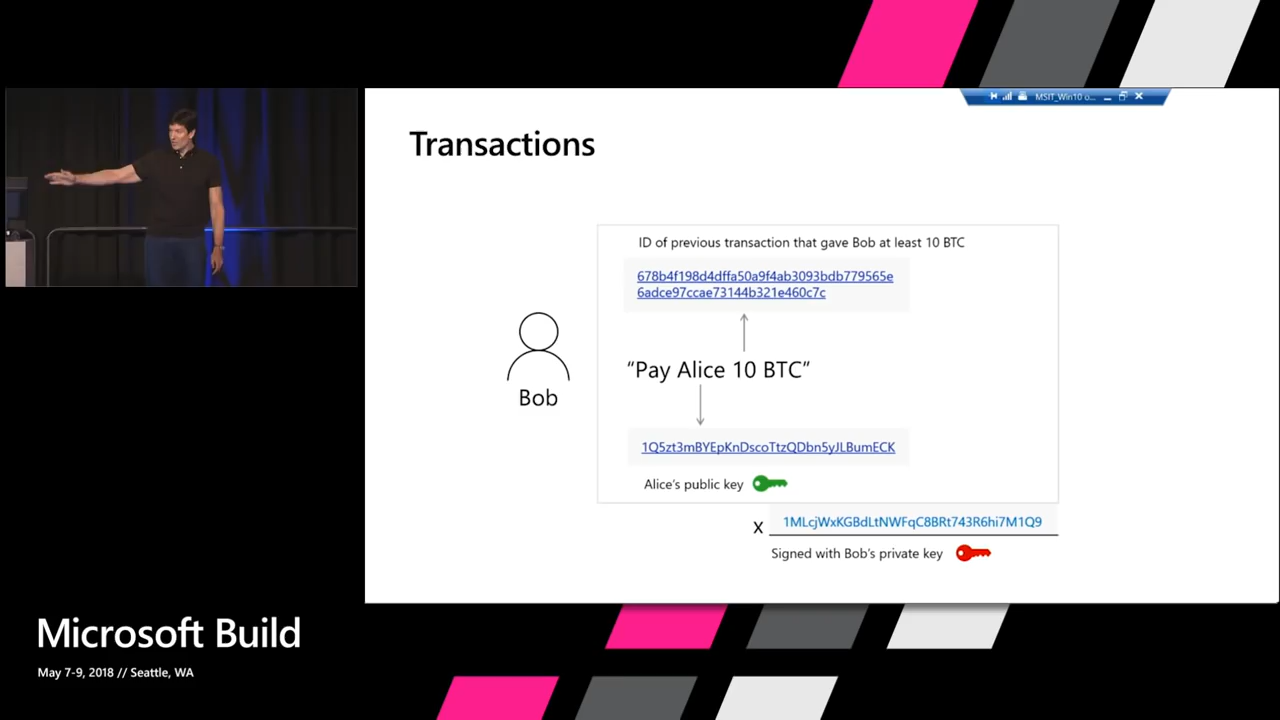 MSIT_Win10 o...
Transactions
ID of previous transaction that gave Bob at least 10 BTC
678b4f198d4dffa50a9f4ab3093bdb779565e
6adce97ccae73144b321e460c7c
“Pay Alice 10 BTC”
Bob
1Q5zt3mBYEpKnDscoTtzQDbn5yJLBumECK
Alice’s public key
X 1MLcjWxKGBdLtNWFqC8BRt743R6hi7M1Q9
Signed with Bob’s private key
Microsoft Build
May 7-9, 2018 // Seattle, WA